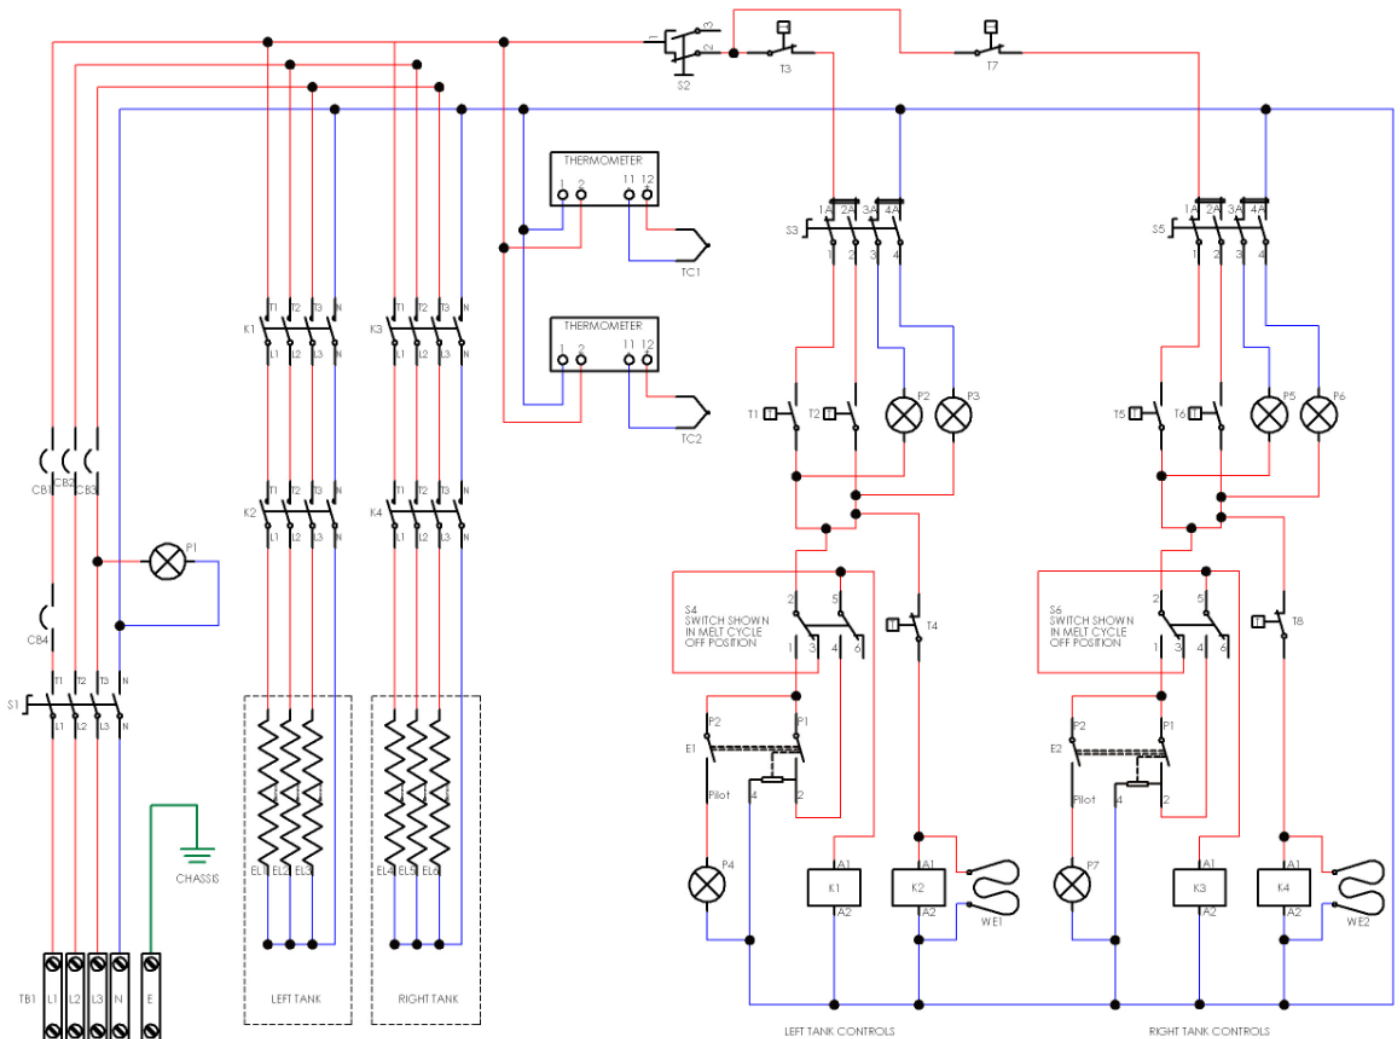 1
3
2
S2
T3
T7
THERMOMETER
1 2 11 12
TC1
THERMOMETER
1 2 11 12
TC2
S3
1A 2A 3A 4A
1 2 3 4
S5
1A 2A 3A 4A
1 2 3 4
K1
T1 T2 T3 N
L1 L2 L3 N
K3
T1 T2 T3 N
L1 L2 L3 N
T1 T
T2 T
P2
P3
T5 T
T6 T
P5
P6
CB1
CB2
CB3
K2
T1 T2 T3 N
L1 L2 L3 N
K4
T1 T2 T3 N
L1 L2 L3 N
P1
CB4
S1
T1 T2 T3 N
L1 L2 L3 N
S4
SWITCH SHOWN
IN MELT CYCLE
OFF POSITION
2 5
1 3 4 6
T T4
S6
SWITCH SHOWN
IN MELT CYCLE
OFF POSITION
2 5
1 3 4 6
T T8
E1
P2 P1
Pilot 4 2
E2
P2 P1
Pilot 4 2
CHASSIS
EL1 EL2 EL3
EL4 EL5 EL6
P4
A1
K1
A2
A1
K2
A2
WE1
P7
A1
K3
A2
A1
K4
A2
WE2
TB1 L1 L2 L3 N E
LEFT TANK
RIGHT TANK
LEFT TANK CONTROLS
RIGHT TANK CONTROLS